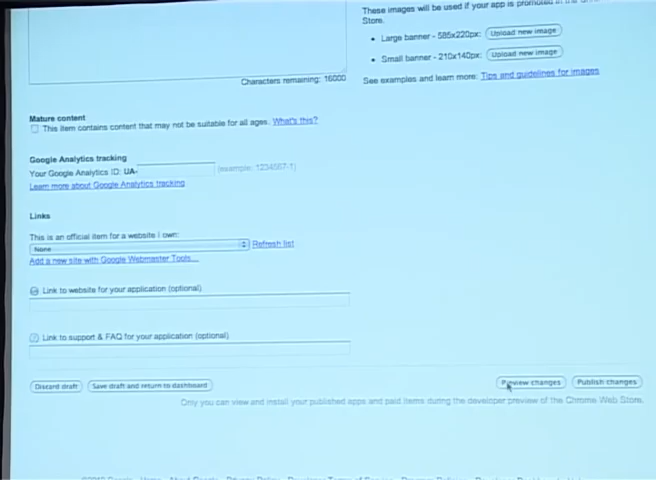 These images will be used if your app is promoted in the
Store.
• Large banner - 585x220px: Upload new image
• Small banner - 210x140px: Upload new image
Characters remaining: 16000
See examples and learn more: Tips and guidelines for images
Mature content
This item contains content that may not be suitable for all ages. What's this?
Google Analytics tracking
Your Google Analytics ID: UA- (example: 1234567-1)
Learn more about Google Analytics tracking
Links
This is an official item for a website I own:
None Refresh list
Add a new site with Google Webmaster Tools...
Link to website for your application (optional)
Link to support & FAQ for your application (optional)
Discard draft Save draft and return to dashboard Preview changes Publish changes
Only you can view and install your published apps and paid items during the developer preview of the Chrome Web Store.